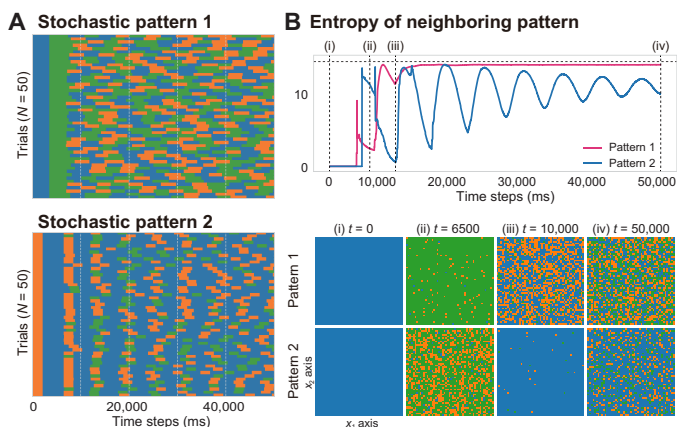 A Stochastic pattern 1
Trials (N = 50)
Stochastic pattern 2
Trials (N = 50)
0 20,000 40,000
Time steps (ms)
B Entropy of neighboring pattern
(i) (ii) (iii) (iv)
10
0
Pattern 1
Pattern 2
0 10,000 20,000 30,000 40,000 50,000
Time steps (ms)
(i) t = 0 (ii) t = 6500 (iii) t = 10,000 (iv) t = 50,000
Pattern 1
Pattern 2
x₂ axis
x₁ axis